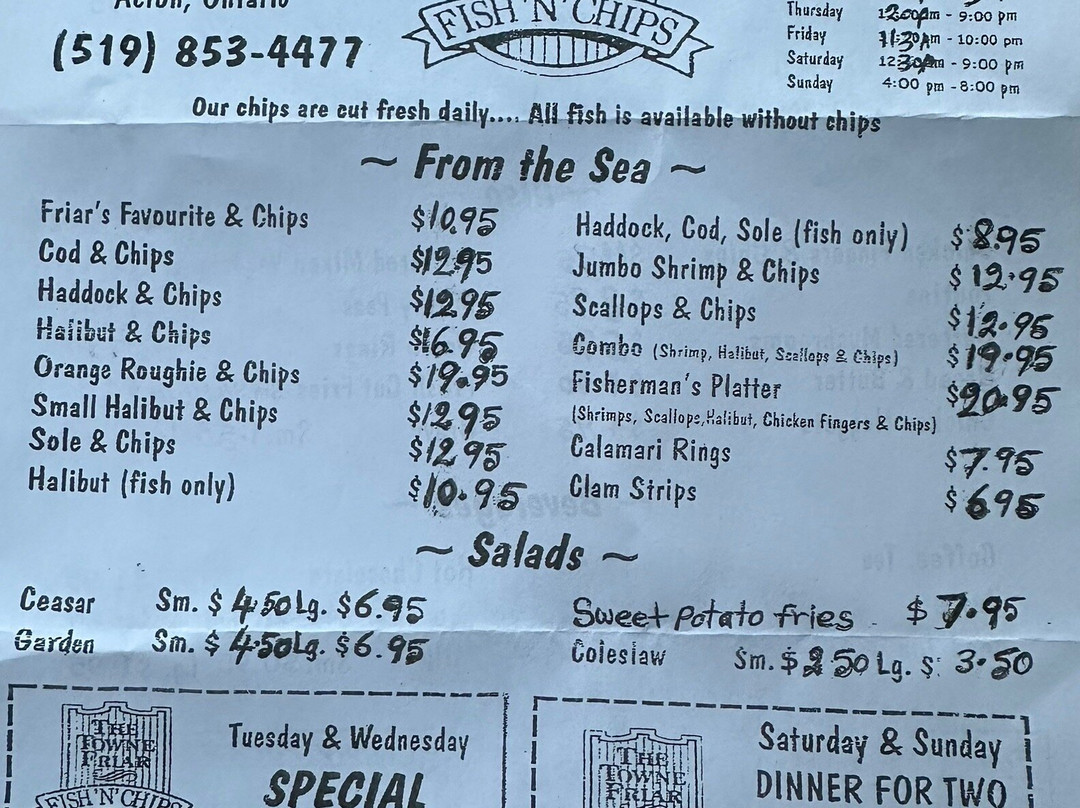 Acton, Ontario
(519) 853-4477
FISH 'N' CHIPS
Thursday - 9:00 pm
Friday 11:30 - 10:00 pm
Saturday - 9:00 pm
Sunday 4:00 pm - 8:00 pm
Our chips are cut fresh daily.... All fish is available without chips
~ From the Sea ~
Friar's Favourite & Chips $10.95
Cod & Chips $12.95
Haddock & Chips $12.95
Halibut & Chips $16.95
Orange Roughie & Chips $19.95
Small Halibut & Chips $12.95
Sole & Chips $12.95
Halibut (fish only) $10.95
Haddock, Cod, Sole (fish only) $8.95
Jumbo Shrimp & Chips $12.95
Scallops & Chips $12.95
Combo (Shrimp, Halibut, Scallops & Chips) $19.95
Fisherman's Platter $20.95
(Shrimps, Scallops, Halibut, Chicken Fingers & Chips)
Calamari Rings $7.95
Clam Strips $6.95
~ Salads ~
Ceasar Sm. $4.50 Lg. $6.95
Garden Sm. $4.50 Lg. $6.95
Sweet potato fries - $7.95
Coleslaw Sm. $2.50 Lg. $3.50
THE
TOWNE
FRIAR
FISH 'N' CHIPS
Tuesday & Wednesday
SPECIAL
THE
TOWNE
FRIAR
Saturday & Sunday
DINNER FOR TWO